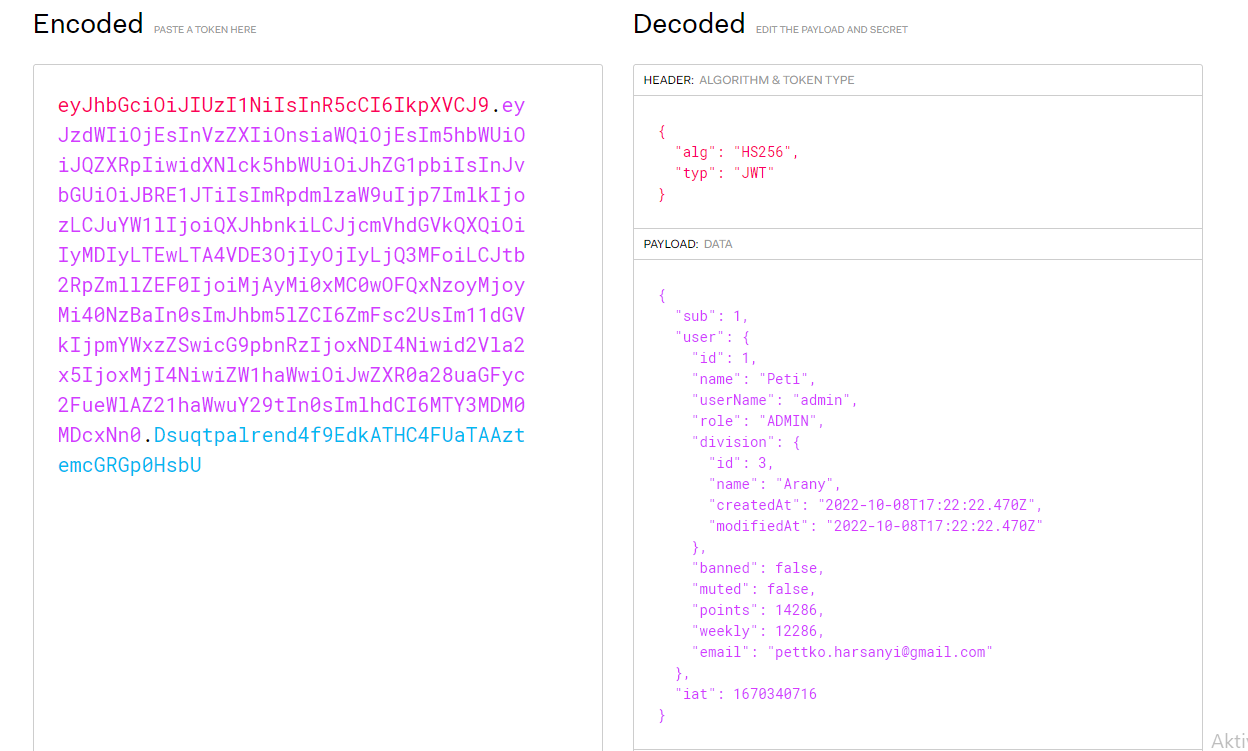 Encoded PASTE A TOKEN HERE
eyJhbGciOiJIUzI1NiIsInR5cCI6IkpXVCJ9.ey
JzdWIiOjEsInVzZXIiOnsiaWQiOjEsIm5hbWUiO
iJQZXRpIiwidXNlck5hbWUiOiJhZG1pbiIsInJv
bGUiOiJBRE1JTiIsImRpdmlzaW9uIjp7ImlkIjo
zLCJuYW1lIjoiQXJhbnkiLCJjcmVhdGVkQXQiOi
IyMDIyLTEwLTA4VDE3OjIyOjIyLjQ3MFoiLCJtb
2RpZmllZEF0IjoiMjAyMi0xMC0wOFQxNzoyMjoy
Mi40NzBaIn0sImJhbm5lZCI6ZmFsc2UsIm11dGV
kIjpmYWxzZSwicG9pbnRzIjoxNDI4Niwid2Vla2
x5IjoxMjI4NiwiZW1haWwiOiJwZXR0a28uaGFyc
2FueWlAZ21haWwuY29tIn0sImlhdCI6MTY3MDM0
MDcxNn0.Dsuqtpalrend4f9EdkATHC4FUaTAAzt
emcGRGp0HsbU
Decoded EDIT THE PAYLOAD AND SECRET
HEADER: ALGORITHM & TOKEN TYPE
{
"alg": "HS256",
"typ": "JWT"
}
PAYLOAD: DATA
{
"sub": 1,
"user": {
"id": 1,
"name": "Peti",
"userName": "admin",
"role": "ADMIN",
"division": {
"id": 3,
"name": "Arany",
"createdAt": "2022-10-08T17:22:22.470Z",
"modifiedAt": "2022-10-08T17:22:22.470Z"
},
"banned": false,
"muted": false,
"points": 14286,
"weekly": 12286,
"email": "pettko.harsanyi@gmail.com"
},
"iat": 1670340716
}